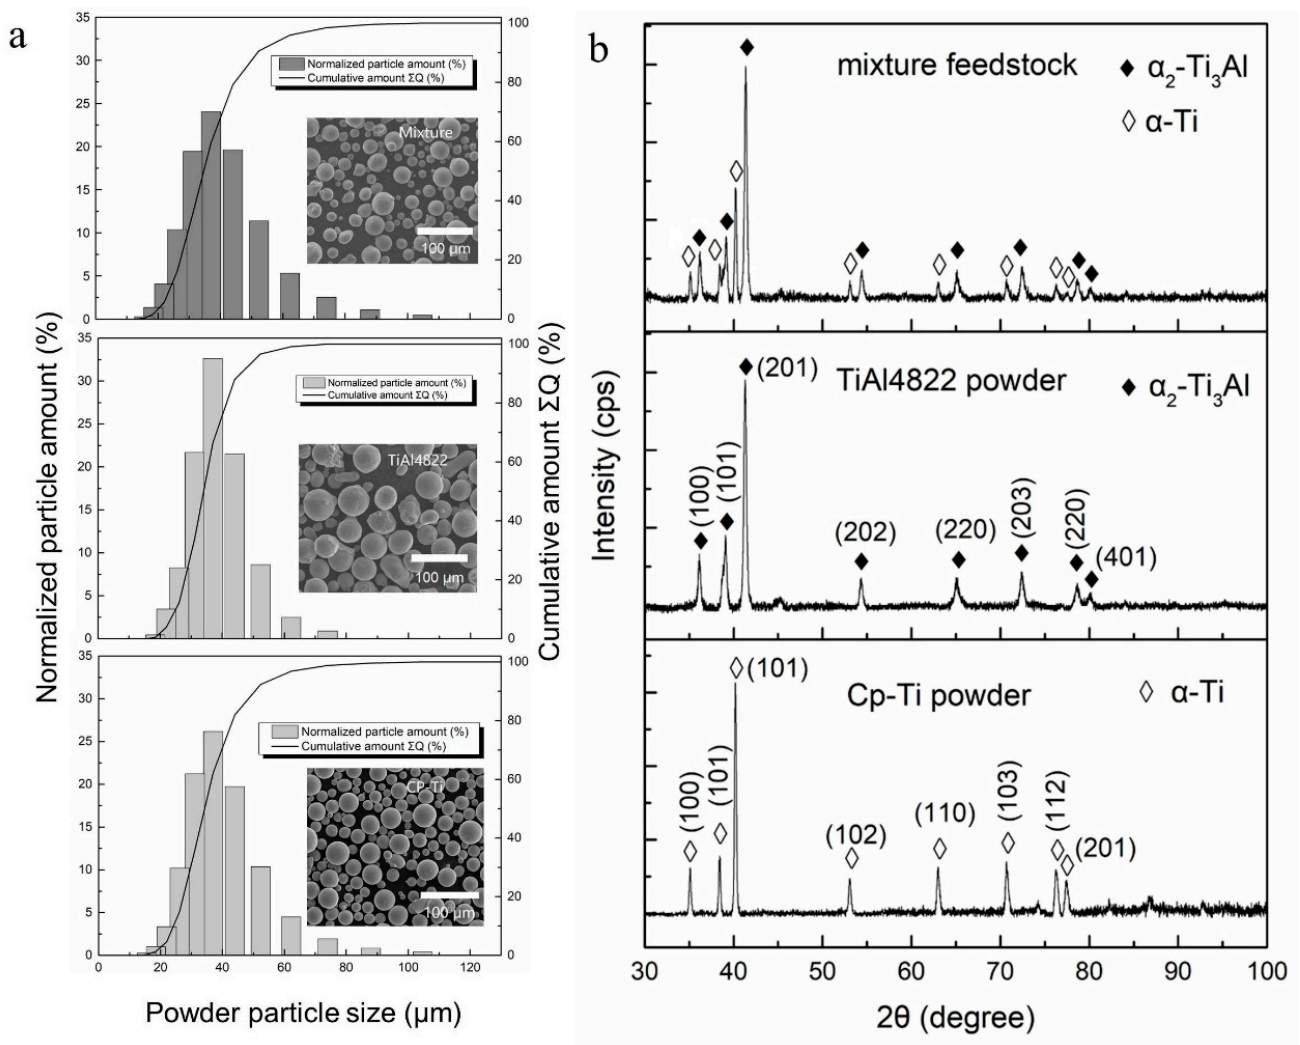 a
35
30
25
20
15
10
5
0
100
80
60
40
20
0
Normalized particle amount (%)
Cumulative amount ΣQ (%)
Mixture
100 μm
35
30
25
20
15
10
5
0
100
80
60
40
20
0
Normalized particle amount (%)
Cumulative amount ΣQ (%)
TiAl4822
100 μm
35
30
25
20
15
10
5
0
100
80
60
40
20
0
Normalized particle amount (%)
Cumulative amount ΣQ (%)
CP Ti
100 μm
0 20 40 60 80 100 120
Normalized particle amount (%)
Cumulative amount ΣQ (%)
Powder particle size (μm)
b
mixture feedstock
α₂-Ti₃Al
α-Ti
TiAl4822 powder
α₂-Ti₃Al
(100)
(101)
(201)
(202)
(220)
(203)
(220)
(401)
Cp-Ti powder
α-Ti
(100)
(101)
(101)
(102)
(110)
(103)
(112)
(201)
30 40 50 60 70 80 90 100
Intensity (cps)
2θ (degree)